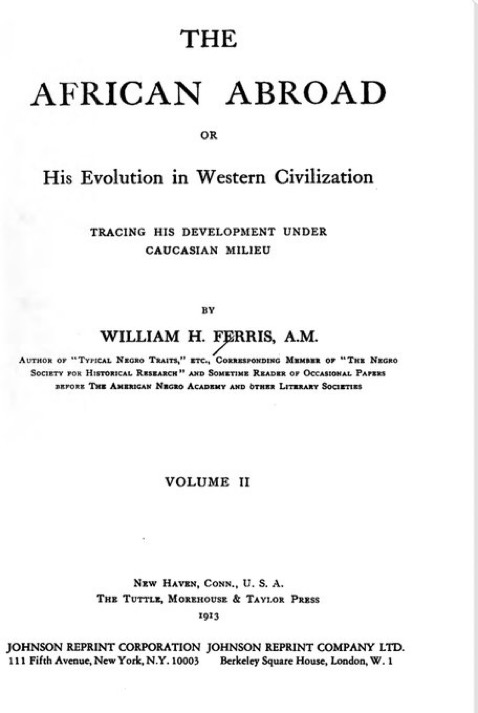 THE
AFRICAN ABROAD
OR
His Evolution in Western Civilization
TRACING HIS DEVELOPMENT UNDER
CAUCASIAN MILIEU
BY
WILLIAM H. FERRIS, A.M.
Author of "Typical Negro Traits," etc., Corresponding Member of "The Negro
Society for Historical Research" and Sometime Reader of Occasional Papers
before The American Negro Academy and other Literary Societies
VOLUME II
New Haven, Conn., U. S. A.
The Tuttle, Morehouse & Taylor Press
1913
JOHNSON REPRINT CORPORATION JOHNSON REPRINT COMPANY LTD.
111 Fifth Avenue, New York, N.Y. 10003 Berkeley Square House, London, W. 1